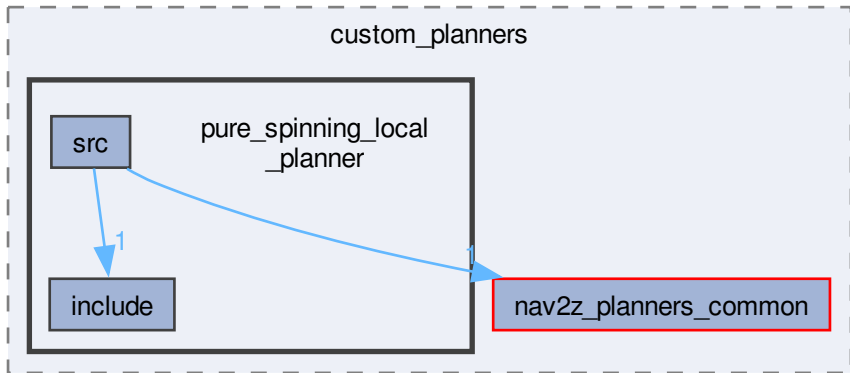 custom_planners
pure_spinning_local
_planner
src
1
1
include
nav2z_planners_common